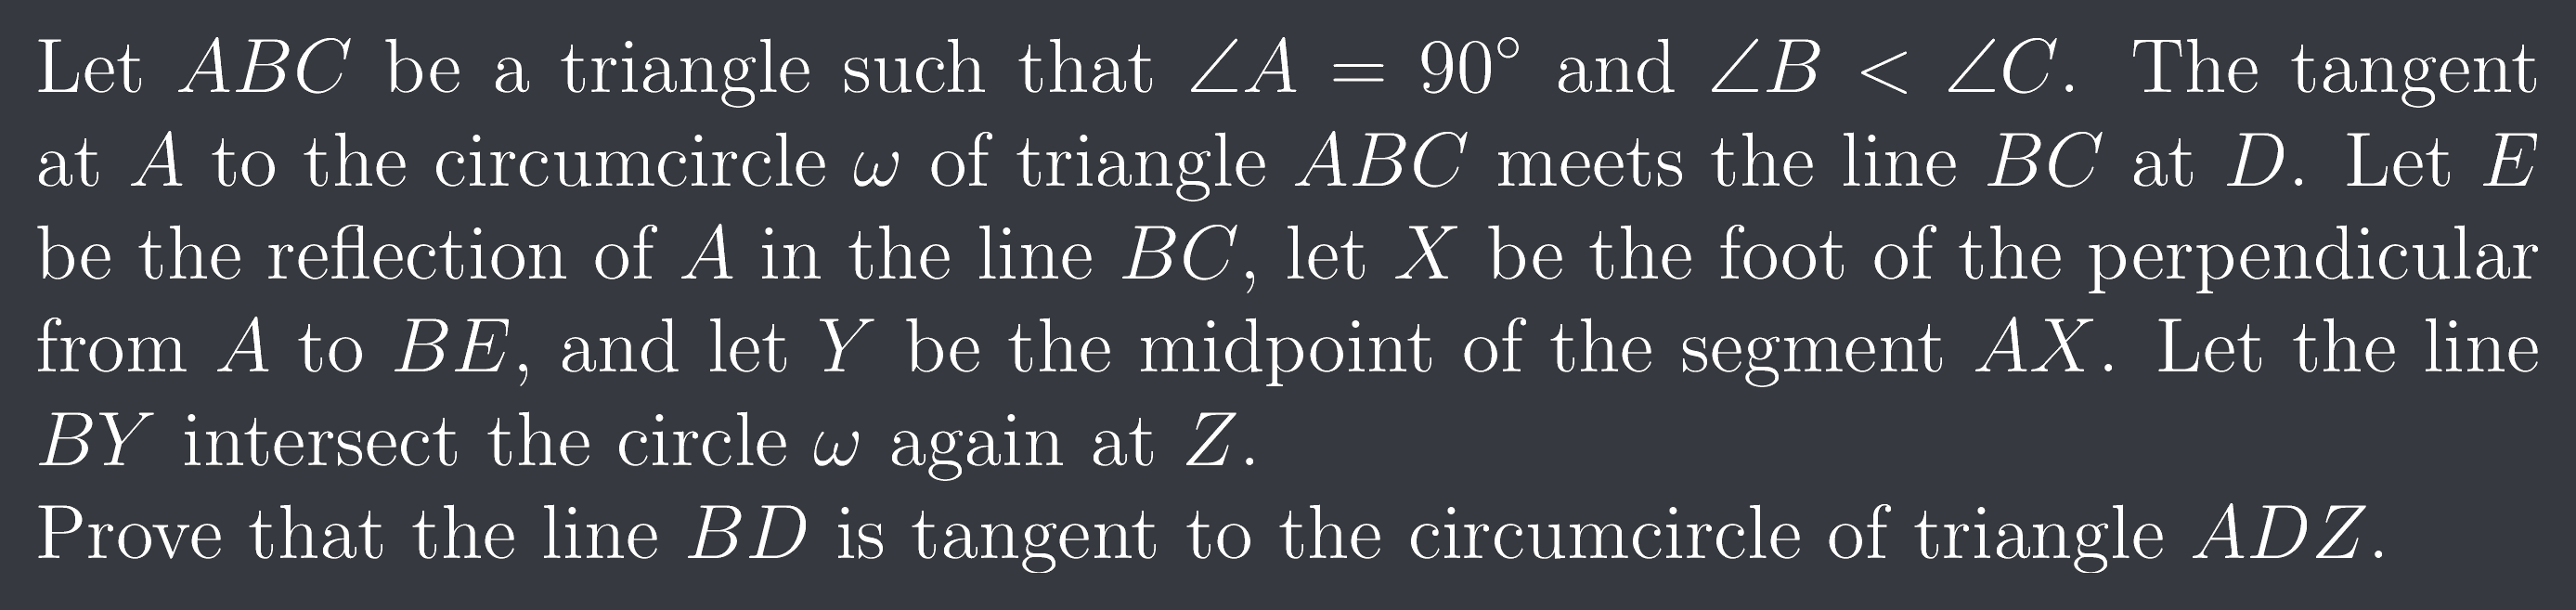 Let ABC be a triangle such that ∠A = 90° and ∠B < ∠C. The tangent
at A to the circumcircle ω of triangle ABC meets the line BC at D. Let E
be the reflection of A in the line BC, let X be the foot of the perpendicular
from A to BE, and let Y be the midpoint of the segment AX. Let the line
BY intersect the circle ω again at Z.
Prove that the line BD is tangent to the circumcircle of triangle ADZ.